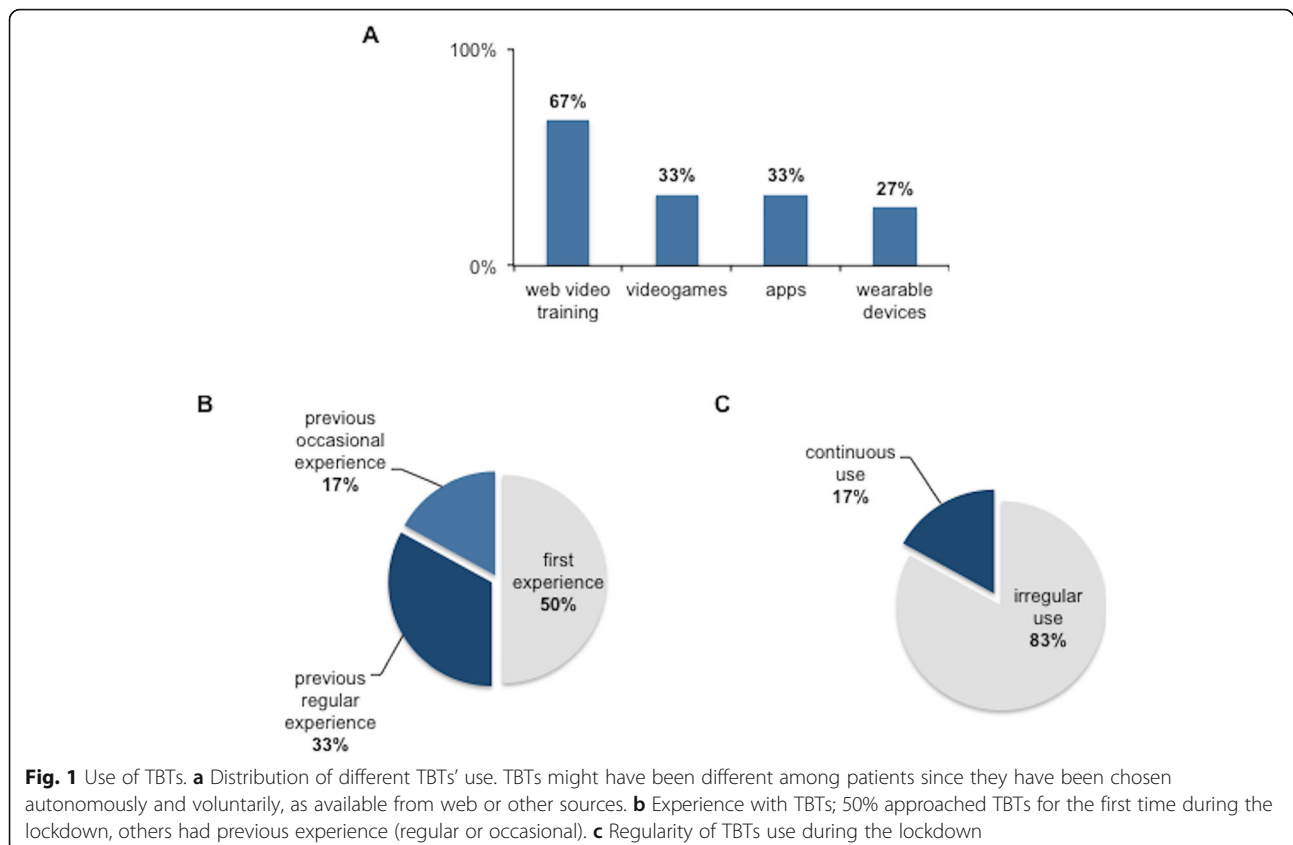 A
100%
67%
33%
33%
27%
0%
web video
training
videogames
apps
wearable
devices
B
previous
occasional
experience
17%
first
experience
50%
previous
regular
experience
33%
C
continuous
use
17%
irregular
use
83%
Fig. 1 Use of TBTs. a Distribution of different TBTs' use. TBTs might have been different among patients since they have been chosen
autonomously and voluntarily, as available from web or other sources. b Experience with TBTs; 50% approached TBTs for the first time during the
lockdown, others had previous experience (regular or occasional). c Regularity of TBTs use during the lockdown